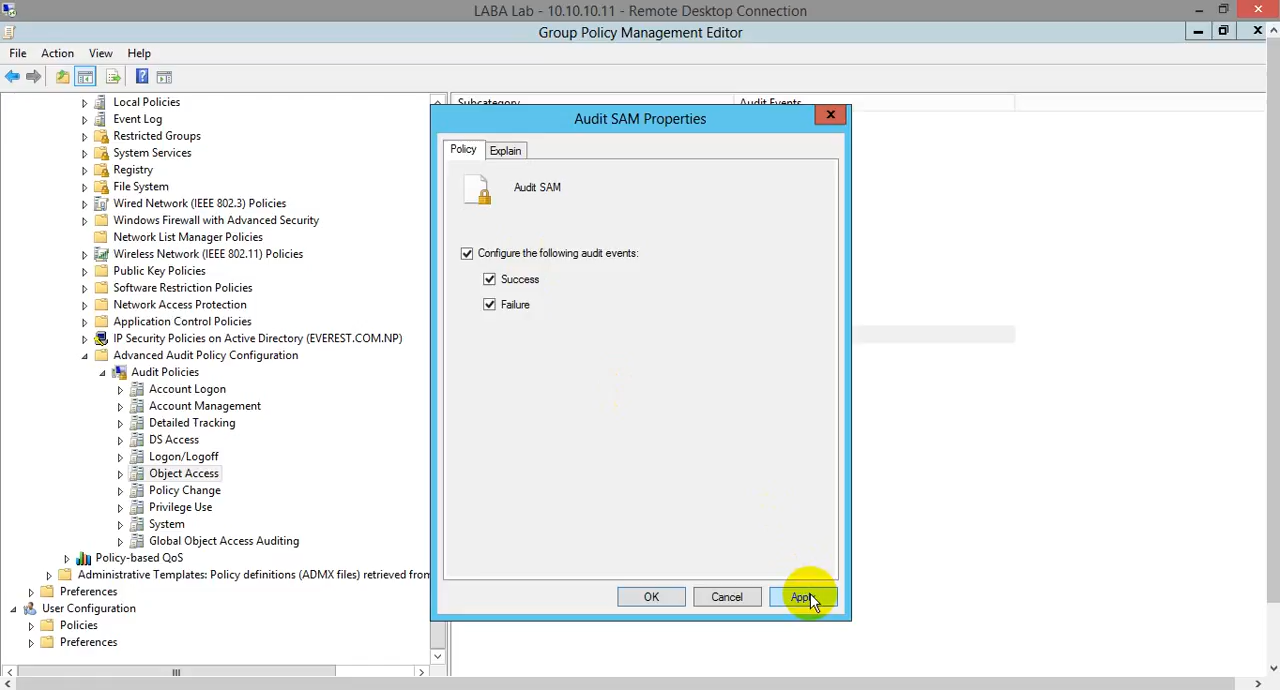 LABA Lab - 10.10.10.11 - Remote Desktop Connection
Group Policy Management Editor
File Action View Help
Local Policies
Event Log
Restricted Groups
System Services
Registry
File System
Wired Network (IEEE 802.3) Policies
Windows Firewall with Advanced Security
Network List Manager Policies
Wireless Network (IEEE 802.11) Policies
Public Key Policies
Software Restriction Policies
Network Access Protection
Application Control Policies
IP Security Policies on Active Directory (EVEREST.COM.NP)
Advanced Audit Policy Configuration
Audit Policies
Account Logon
Account Management
Detailed Tracking
DS Access
Logon/Logoff
Object Access
Policy Change
Privilege Use
System
Global Object Access Auditing
Policy-based QoS
Administrative Templates: Policy definitions (ADMX files) retrieved from
Preferences
User Configuration
Policies
Preferences
Subcategory Audit Events
Audit SAM Properties
Policy Explain
Audit SAM
Configure the following audit events:
Success
Failure
OK Cancel Apply